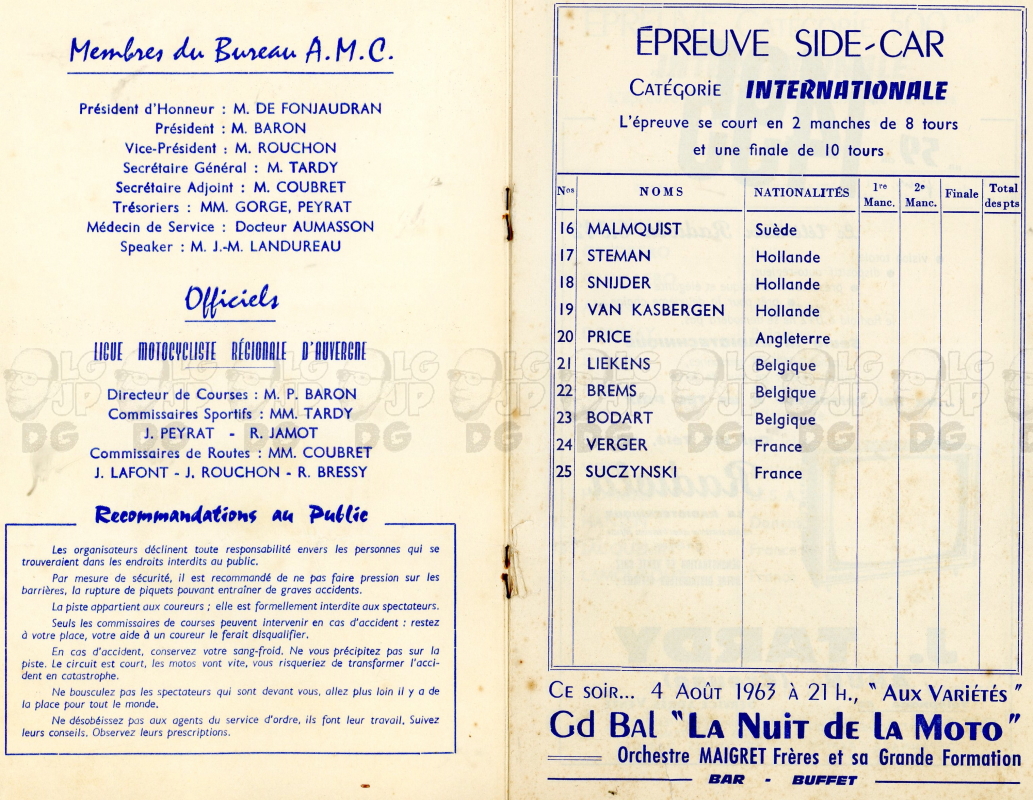 Membres du Bureau A.M.C.
Président d'Honneur : M. DE FONJAUDRAN
Président : M. BARON
Vice-Président : M. ROUCHON
Secrétaire Général : M. TARDY
Secrétaire Adjoint : M. COUBRET
Trésoriers : MM. GORGE, PEYRAT
Médecin de Service : Docteur AUMASSON
Speaker : M. J.-M. LANDUREAU
Officiels
LIGUE MOTOCYCLISTE RÉGIONALE D'AUVERGNE
Directeur de Courses : M. P. BARON
Commissaires Sportifs : MM. TARDY
J. PEYRAT - R. JAMOT
Commissaires de Routes : MM. COUBRET
J. LAFONT - J. ROUCHON - R. BRESSY
Recommandations au Public
Les organisateurs déclinent toute responsabilité envers les personnes qui se
trouveraient dans les endroits interdits au public.
Par mesure de sécurité, il est recommandé de ne pas faire pression sur les
barrières, la rupture de piquets pouvant entraîner de graves accidents.
La piste appartient aux coureurs ; elle est formellement interdite aux spectateurs.
Seuls les commissaires de courses peuvent intervenir en cas d'accident : restez
à votre place, votre aide à un coureur le ferait disqualifier.
En cas d'accident, conservez votre sang-froid. Ne vous précipitez pas sur la
piste. Le circuit est court, les motos vont vite, vous risqueriez de transformer l'acci-
dent en catastrophe.
Ne bousculez pas les spectateurs qui sont devant vous, allez plus loin il y a de
la place pour tout le monde.
Ne désobéissez pas aux agents du service d'ordre, ils font leur travail. Suivez
leurs conseils. Observez leurs prescriptions.
ÉPREUVE SIDE-CAR
CATÉGORIE INTERNATIONALE
L'épreuve se court en 2 manches de 8 tours
et une finale de 10 tours
Nos NOMS NATIONALITÉS 1re Manc. 2e Manc. Finale Total des pts
16 MALMQUIST Suède
17 STEMAN Hollande
18 SNIJDER Hollande
19 VAN KASBERGEN Hollande
20 PRICE Angleterre
21 LIEKENS Belgique
22 BREMS Belgique
23 BODART Belgique
24 VERGER France
25 SUCZYNSKI France
CE SOIR... 4 AOÛT 1963 À 21 H., "AUX VARIÉTÉS"
Gd BAL "LA NUIT DE LA MOTO"
Orchestre MAIGRET Frères et sa Grande Formation
BAR - BUFFET